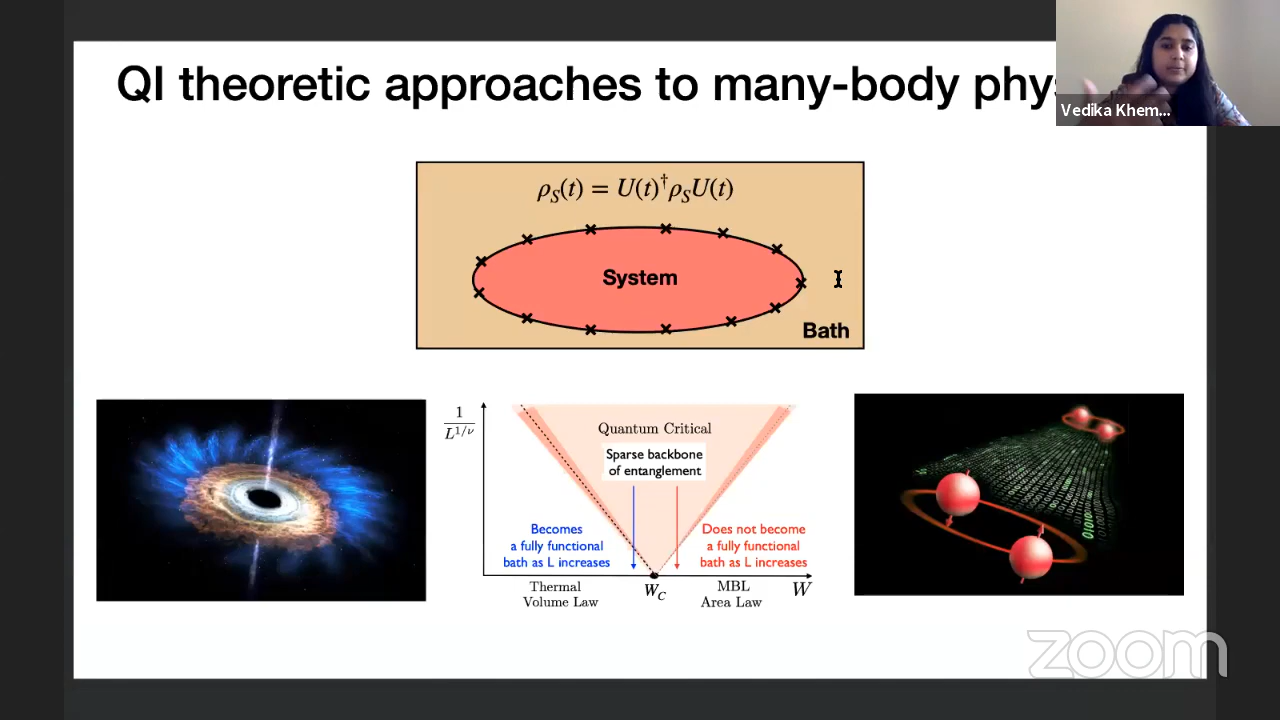 QI theoretic approaches to many-body phys
Vedika Khem...
ρ_S(t) = U(t)^†ρ_S U(t)
System
Bath
1
L^{1/ν}
Quantum Critical
Sparse backbone
of entanglement
Becomes
a fully functional
bath as L increases
Does not become
a fully functional
bath as L increases
Thermal
Volume Law
W_C
MBL
Area Law
W
zoom